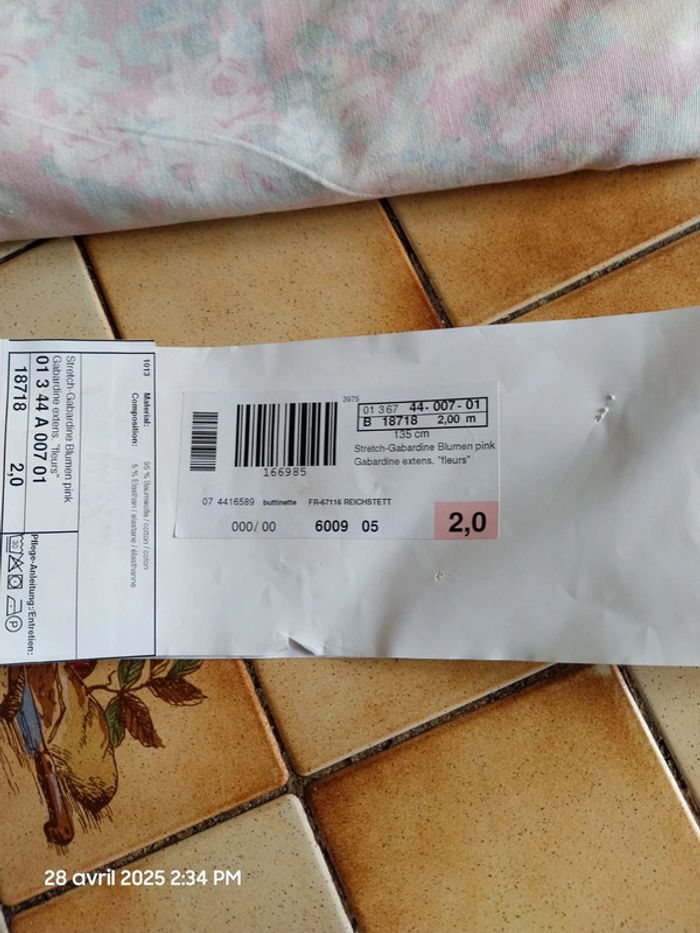 3975
01 3 67 44-007-01
B 18718 2,00 m
135 cm
166985
Stretch-Gabardine Blumen pink
Gabardine extens. "fleurs"
07 4416589 buttinette FR-67116 REICHSTETT
000/00 6009 05 2,0
1013
Material:
Composition:
95 % Baumwolle / cotton / coton
5 % Elasthan / elastane / élasthanne
Stretch-Gabardine Blumen pink
Gabardine extens. "fleurs"
01 3 44 A 007 01
18718 2,0
Pflege-Anleitung:/Entretien:
30
P
28 avril 2025 2:34 PM